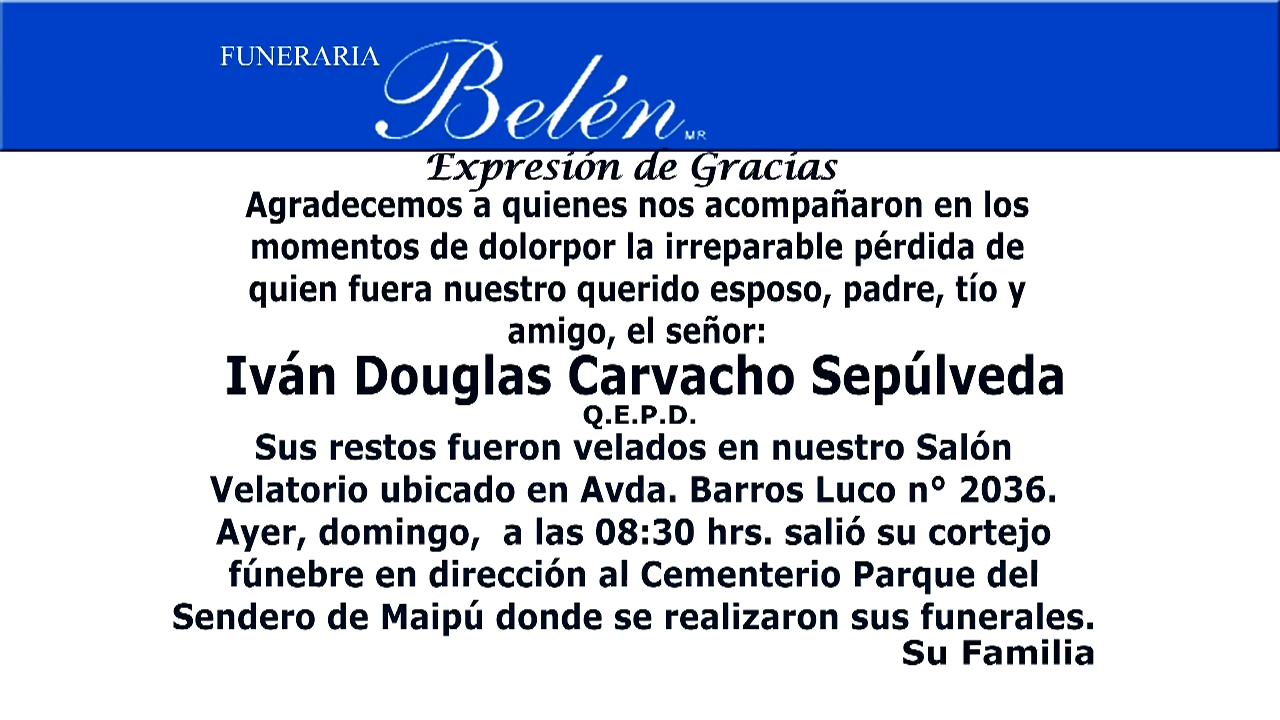 FUNERARIA Belén MR
Expresión de Gracias
Agradecemos a quienes nos acompañaron en los
momentos de dolorpor la irreparable pérdida de
quien fuera nuestro querido esposo, padre, tío y
amigo, el señor:
Iván Douglas Carvacho Sepúlveda
Q.E.P.D.
Sus restos fueron velados en nuestro Salón
Velatorio ubicado en Avda. Barros Luco n° 2036.
Ayer, domingo,  a las 08:30 hrs. salió su cortejo
fúnebre en dirección al Cementerio Parque del
Sendero de Maipú donde se realizaron sus funerales.
Su Familia